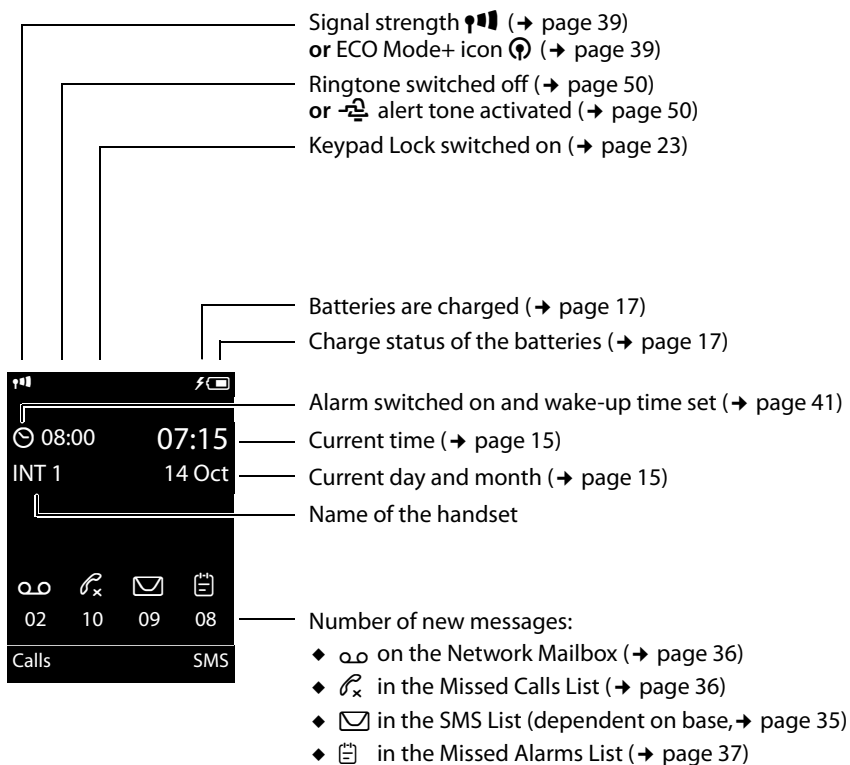 Signal strength (➔ page 39)
or ECO Mode+ icon (➔ page 39)
Ringtone switched off (➔ page 50)
or alert tone activated (➔ page 50)
Keypad Lock switched on (➔ page 23)
Batteries are charged (➔ page 17)
Charge status of the batteries (➔ page 17)
Alarm switched on and wake-up time set (➔ page 41)
08:00 07:15
Current time (➔ page 15)
INT 1 14 Oct
Current day and month (➔ page 15)
Name of the handset
02 10 09 08
Number of new messages:
Calls SMS
◆ on the Network Mailbox (➔ page 36)
◆ in the Missed Calls List (➔ page 36)
◆ in the SMS List (dependent on base,➔ page 35)
◆ in the Missed Alarms List (➔ page 37)